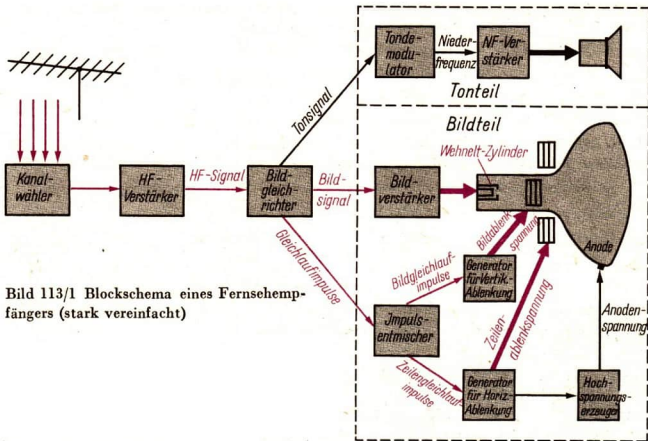 Tonde-
modu-
lator
Nieder-
frequenz
NF-Ver-
stärker
Tonteil
Tonsignal
Bildteil
Wehnelt-Zylinder
Kanal-
wähler
HF-
Verstärker
HF-Signal
Bild-
gleich-
richter
Bild-
signal
Bild-
verstärker
Bildablenk-
spannung
Anode
Gleichlaufimpulse
Bildgleichlauf-
impulse
Generator
für Vertik.-
Ablenkung
Zeilen-
ablenkspannung
Anoden-
spannung
Impuls
entmischer
Zeilengleichlauf-
impulse
Generator
für Horiz.-
Ablenkung
Hoch-
spannungs-
erzeuger
Bild 113/1 Blockschema eines Fernsehemp-
fängers (stark vereinfacht)